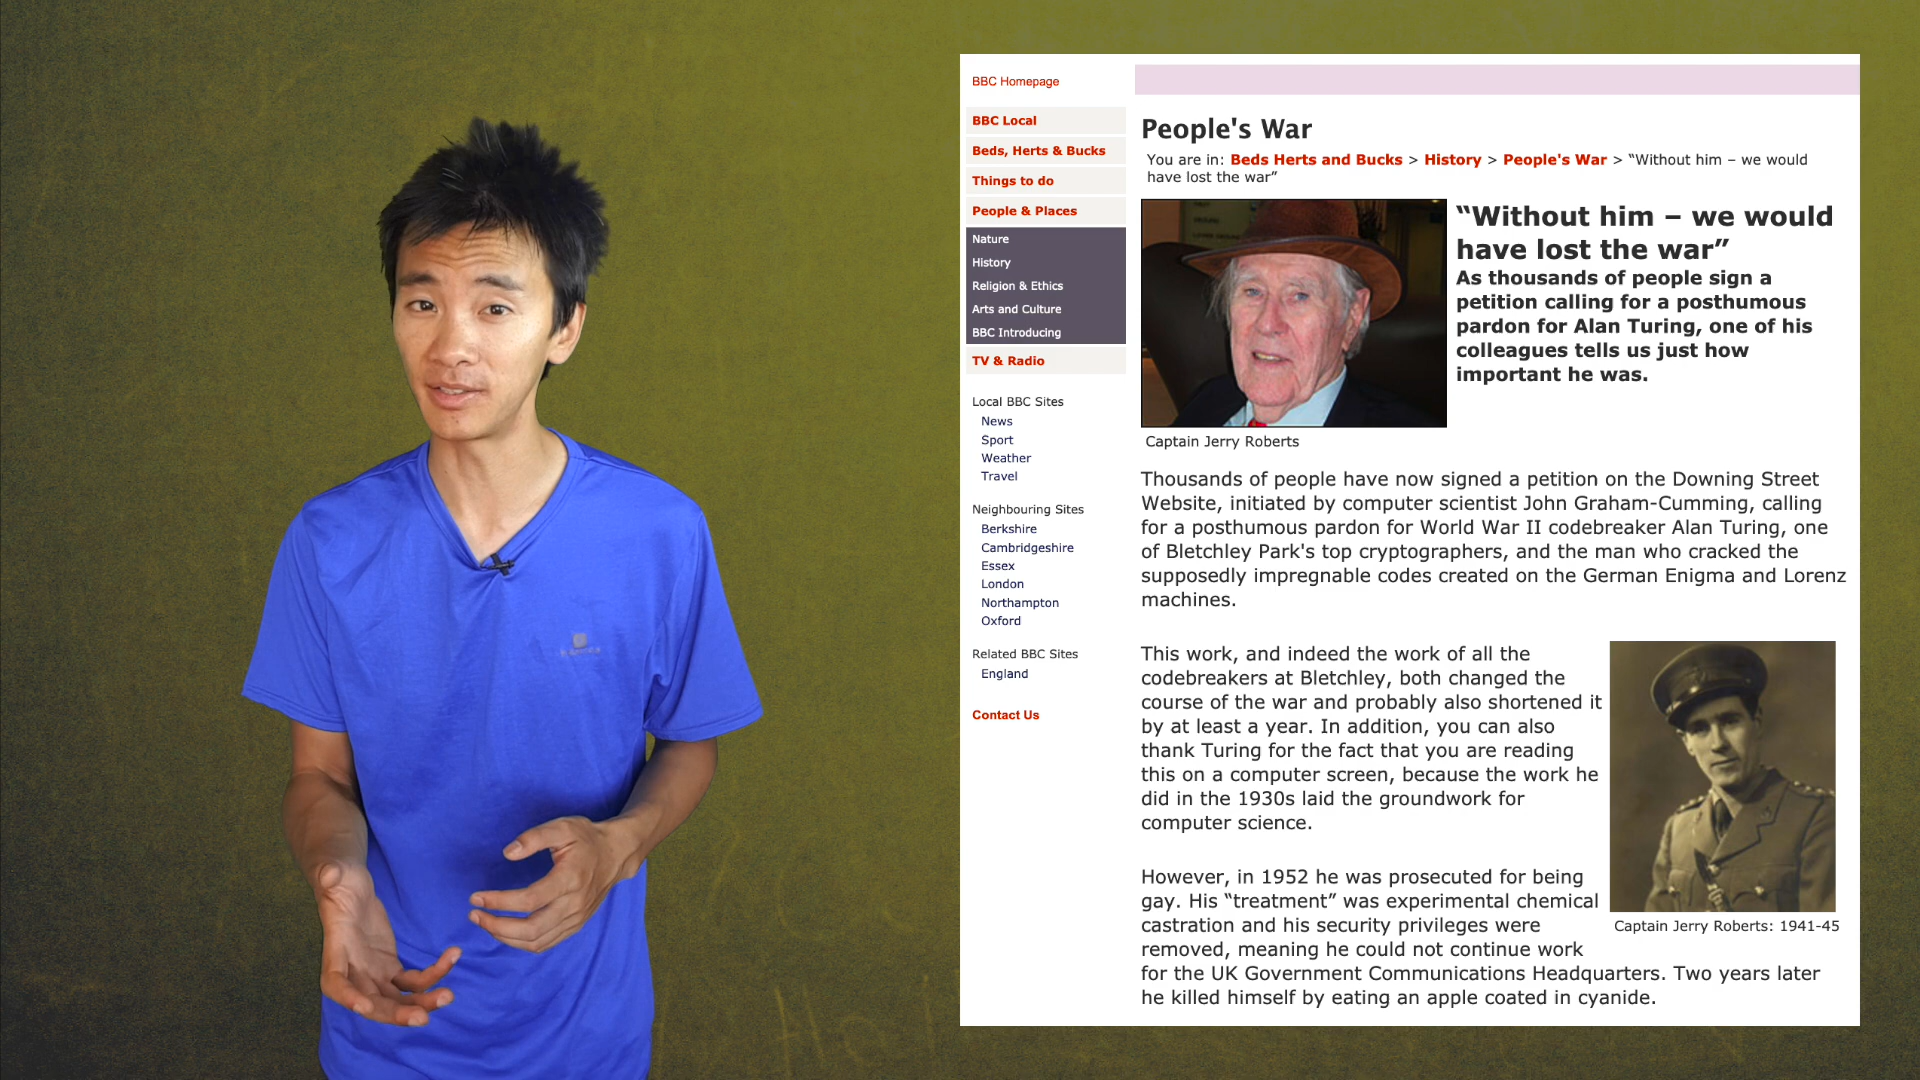 BBC Homepage
BBC Local
Beds, Herts & Bucks
Things to do
People & Places
Nature
History
Religion & Ethics
Arts and Culture
BBC Introducing
TV & Radio
Local BBC Sites
News
Sport
Weather
Travel
Neighbouring Sites
Berkshire
Cambridgeshire
Essex
London
Northampton
Oxford
Related BBC Sites
England
Contact Us
People's War
You are in: Beds Herts and Bucks > History > People's War > “Without him – we would
have lost the war”
“Without him – we would
have lost the war”
As thousands of people sign a
petition calling for a posthumous
pardon for Alan Turing, one of his
colleagues tells us just how
important he was.
Captain Jerry Roberts
Thousands of people have now signed a petition on the Downing Street
Website, initiated by computer scientist John Graham-Cumming, calling
for a posthumous pardon for World War II codebreaker Alan Turing, one
of Bletchley Park's top cryptographers, and the man who cracked the
supposedly impregnable codes created on the German Enigma and Lorenz
machines.
This work, and indeed the work of all the
codebreakers at Bletchley, both changed the
course of the war and probably also shortened it
by at least a year. In addition, you can also
thank Turing for the fact that you are reading
this on a computer screen, because the work he
did in the 1930s laid the groundwork for
computer science.
However, in 1952 he was prosecuted for being
gay. His “treatment” was experimental chemical
castration and his security privileges were
removed, meaning he could not continue work
for the UK Government Communications Headquarters. Two years later
he killed himself by eating an apple coated in cyanide.
Captain Jerry Roberts: 1941-45